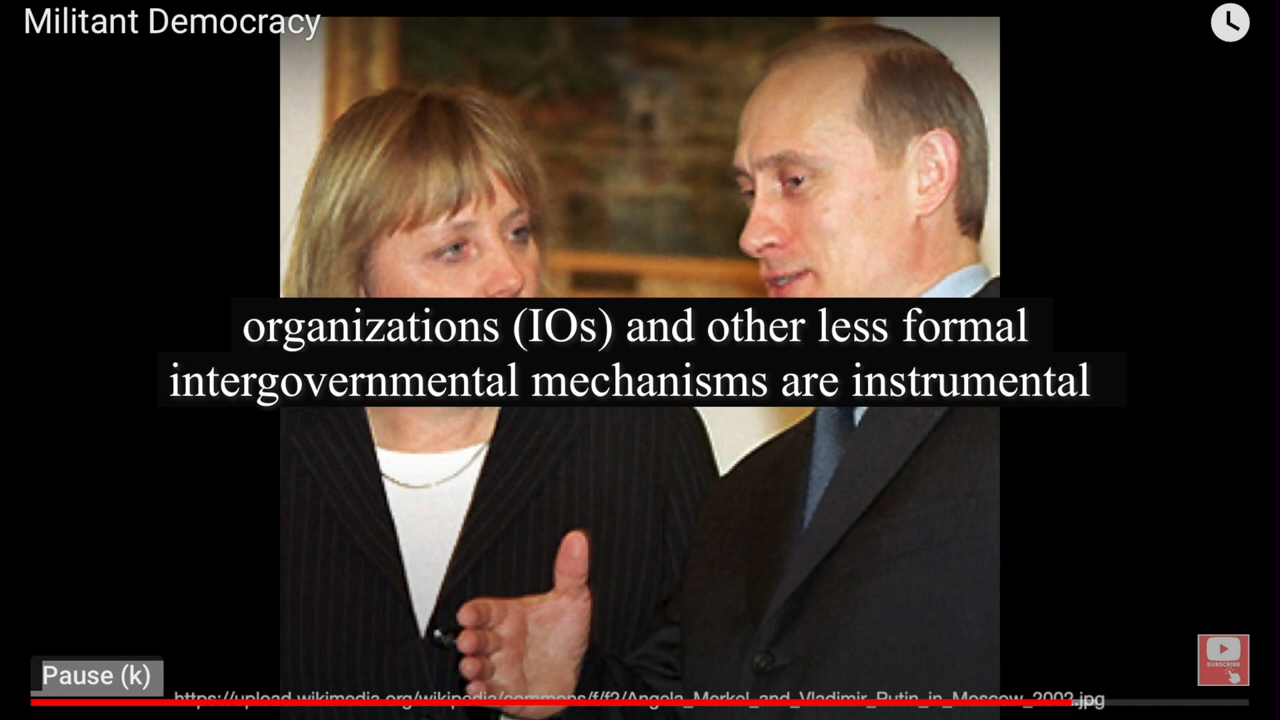 Militant Democracy
organizations (IOs) and other less formal
intergovernmental mechanisms are instrumental
SUBSCRIBE
Pause (k)
https://upload.wikimedia.org/wikipedia/commons/f/f2/Angela_Merkel_and_Vladimir_Putin_in_Moscow_2002.jpg